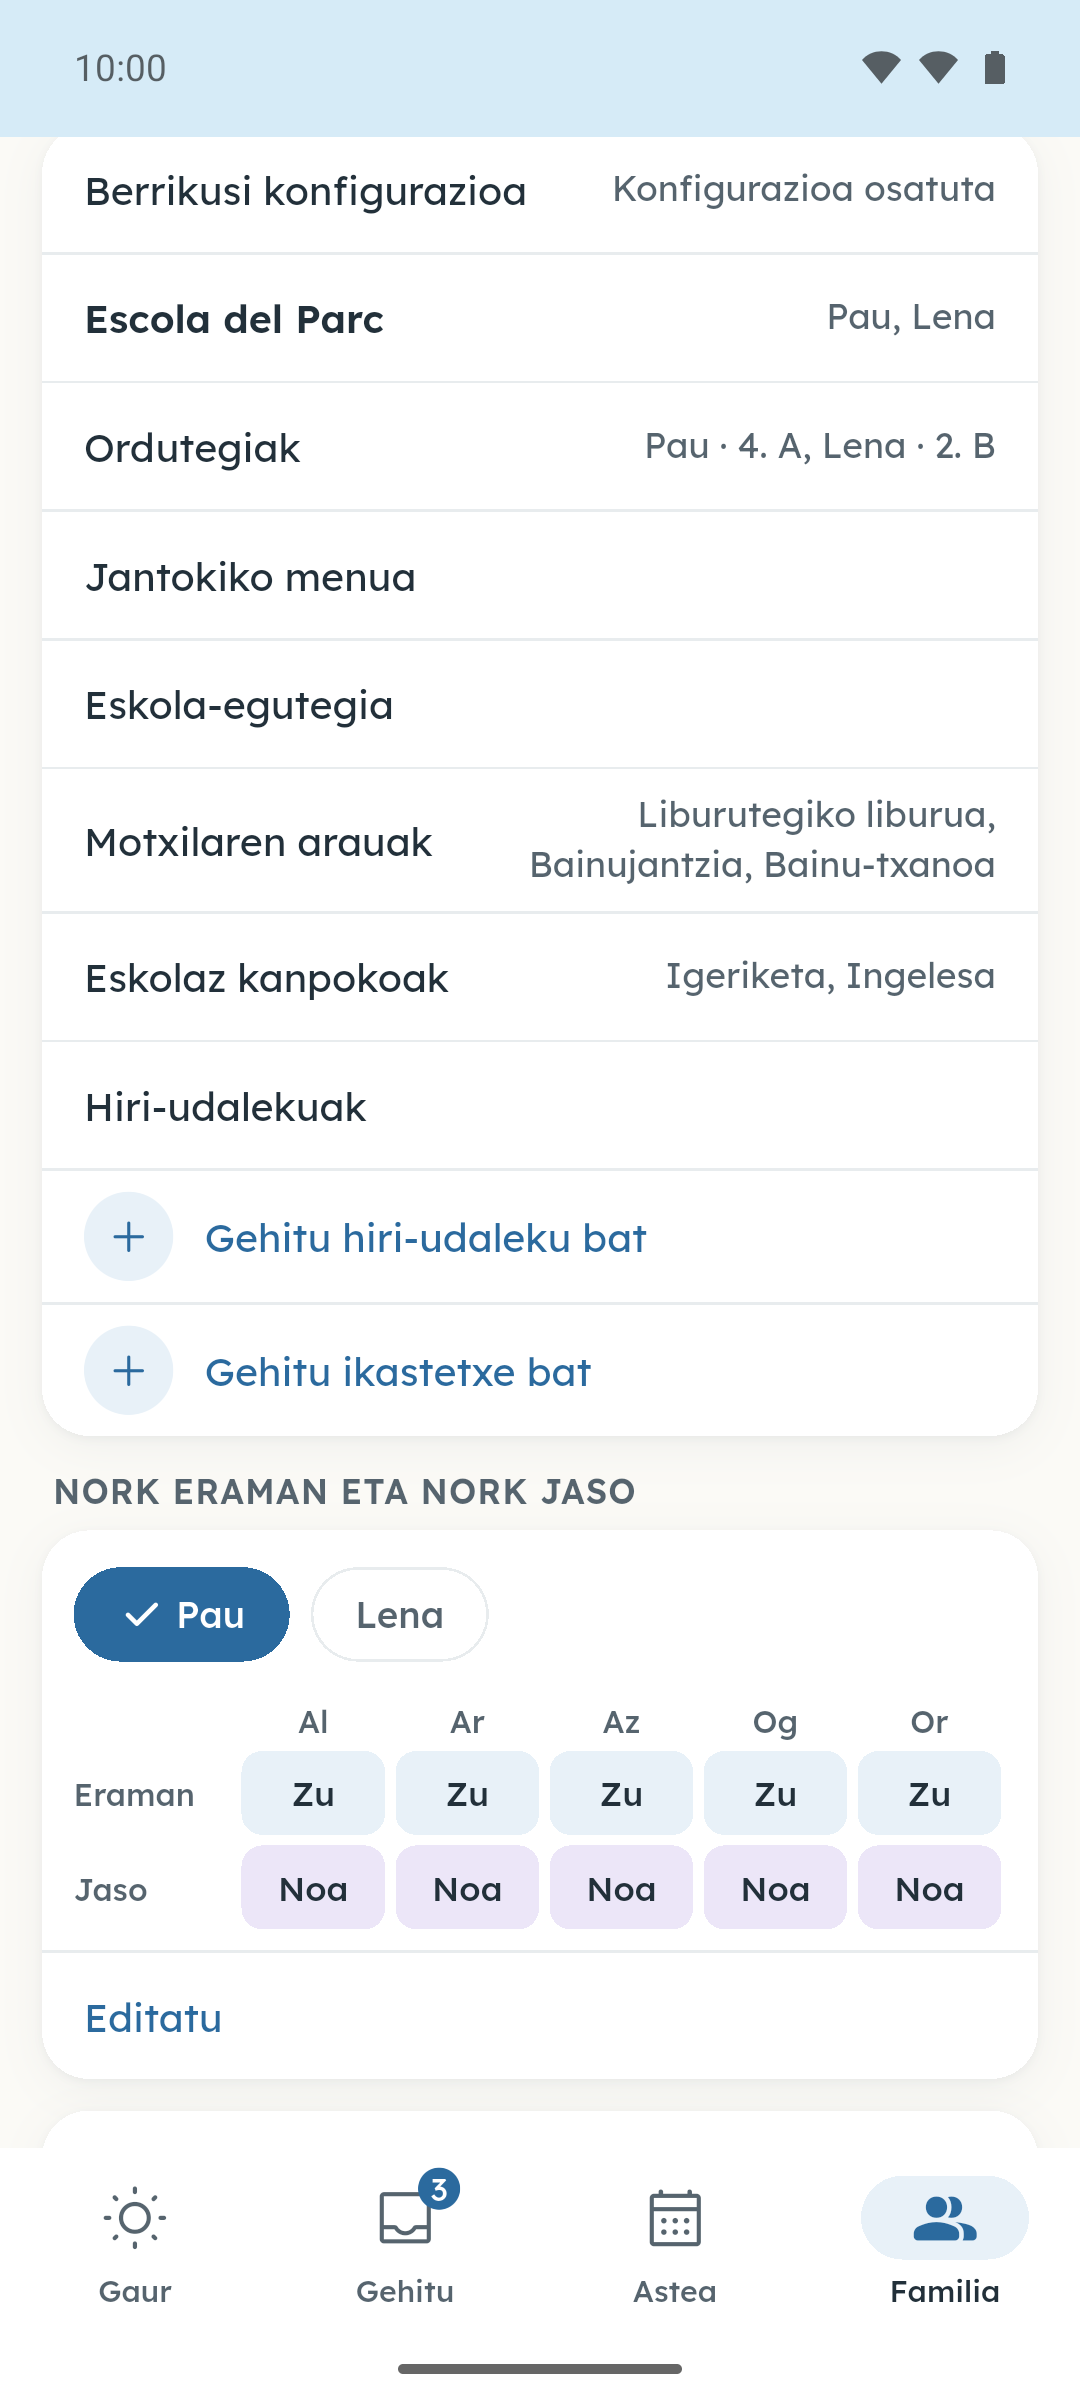 10:00
Berrikusi konfigurazioa Konfigurazioa osatuta
Escola del Parc Pau, Lena
Ordutegiak Pau · 4. A, Lena · 2. B
Jantokiko menua
Eskola-egutegia
Motxilaren arauak Liburutegiko liburua,
Bainujantzia, Bainu-txanoa
Eskolaz kanpokoak Igeriketa, Ingelesa
Hiri-udalekuak
Gehitu hiri-udaleku bat
Gehitu ikastetxe bat
NORK ERAMAN ETA NORK JASO
Pau Lena
Al Ar Az Og Or
Eraman Zu Zu Zu Zu Zu
Jaso Noa Noa Noa Noa Noa
Editatu
3
Gaur Gehitu Astea Familia